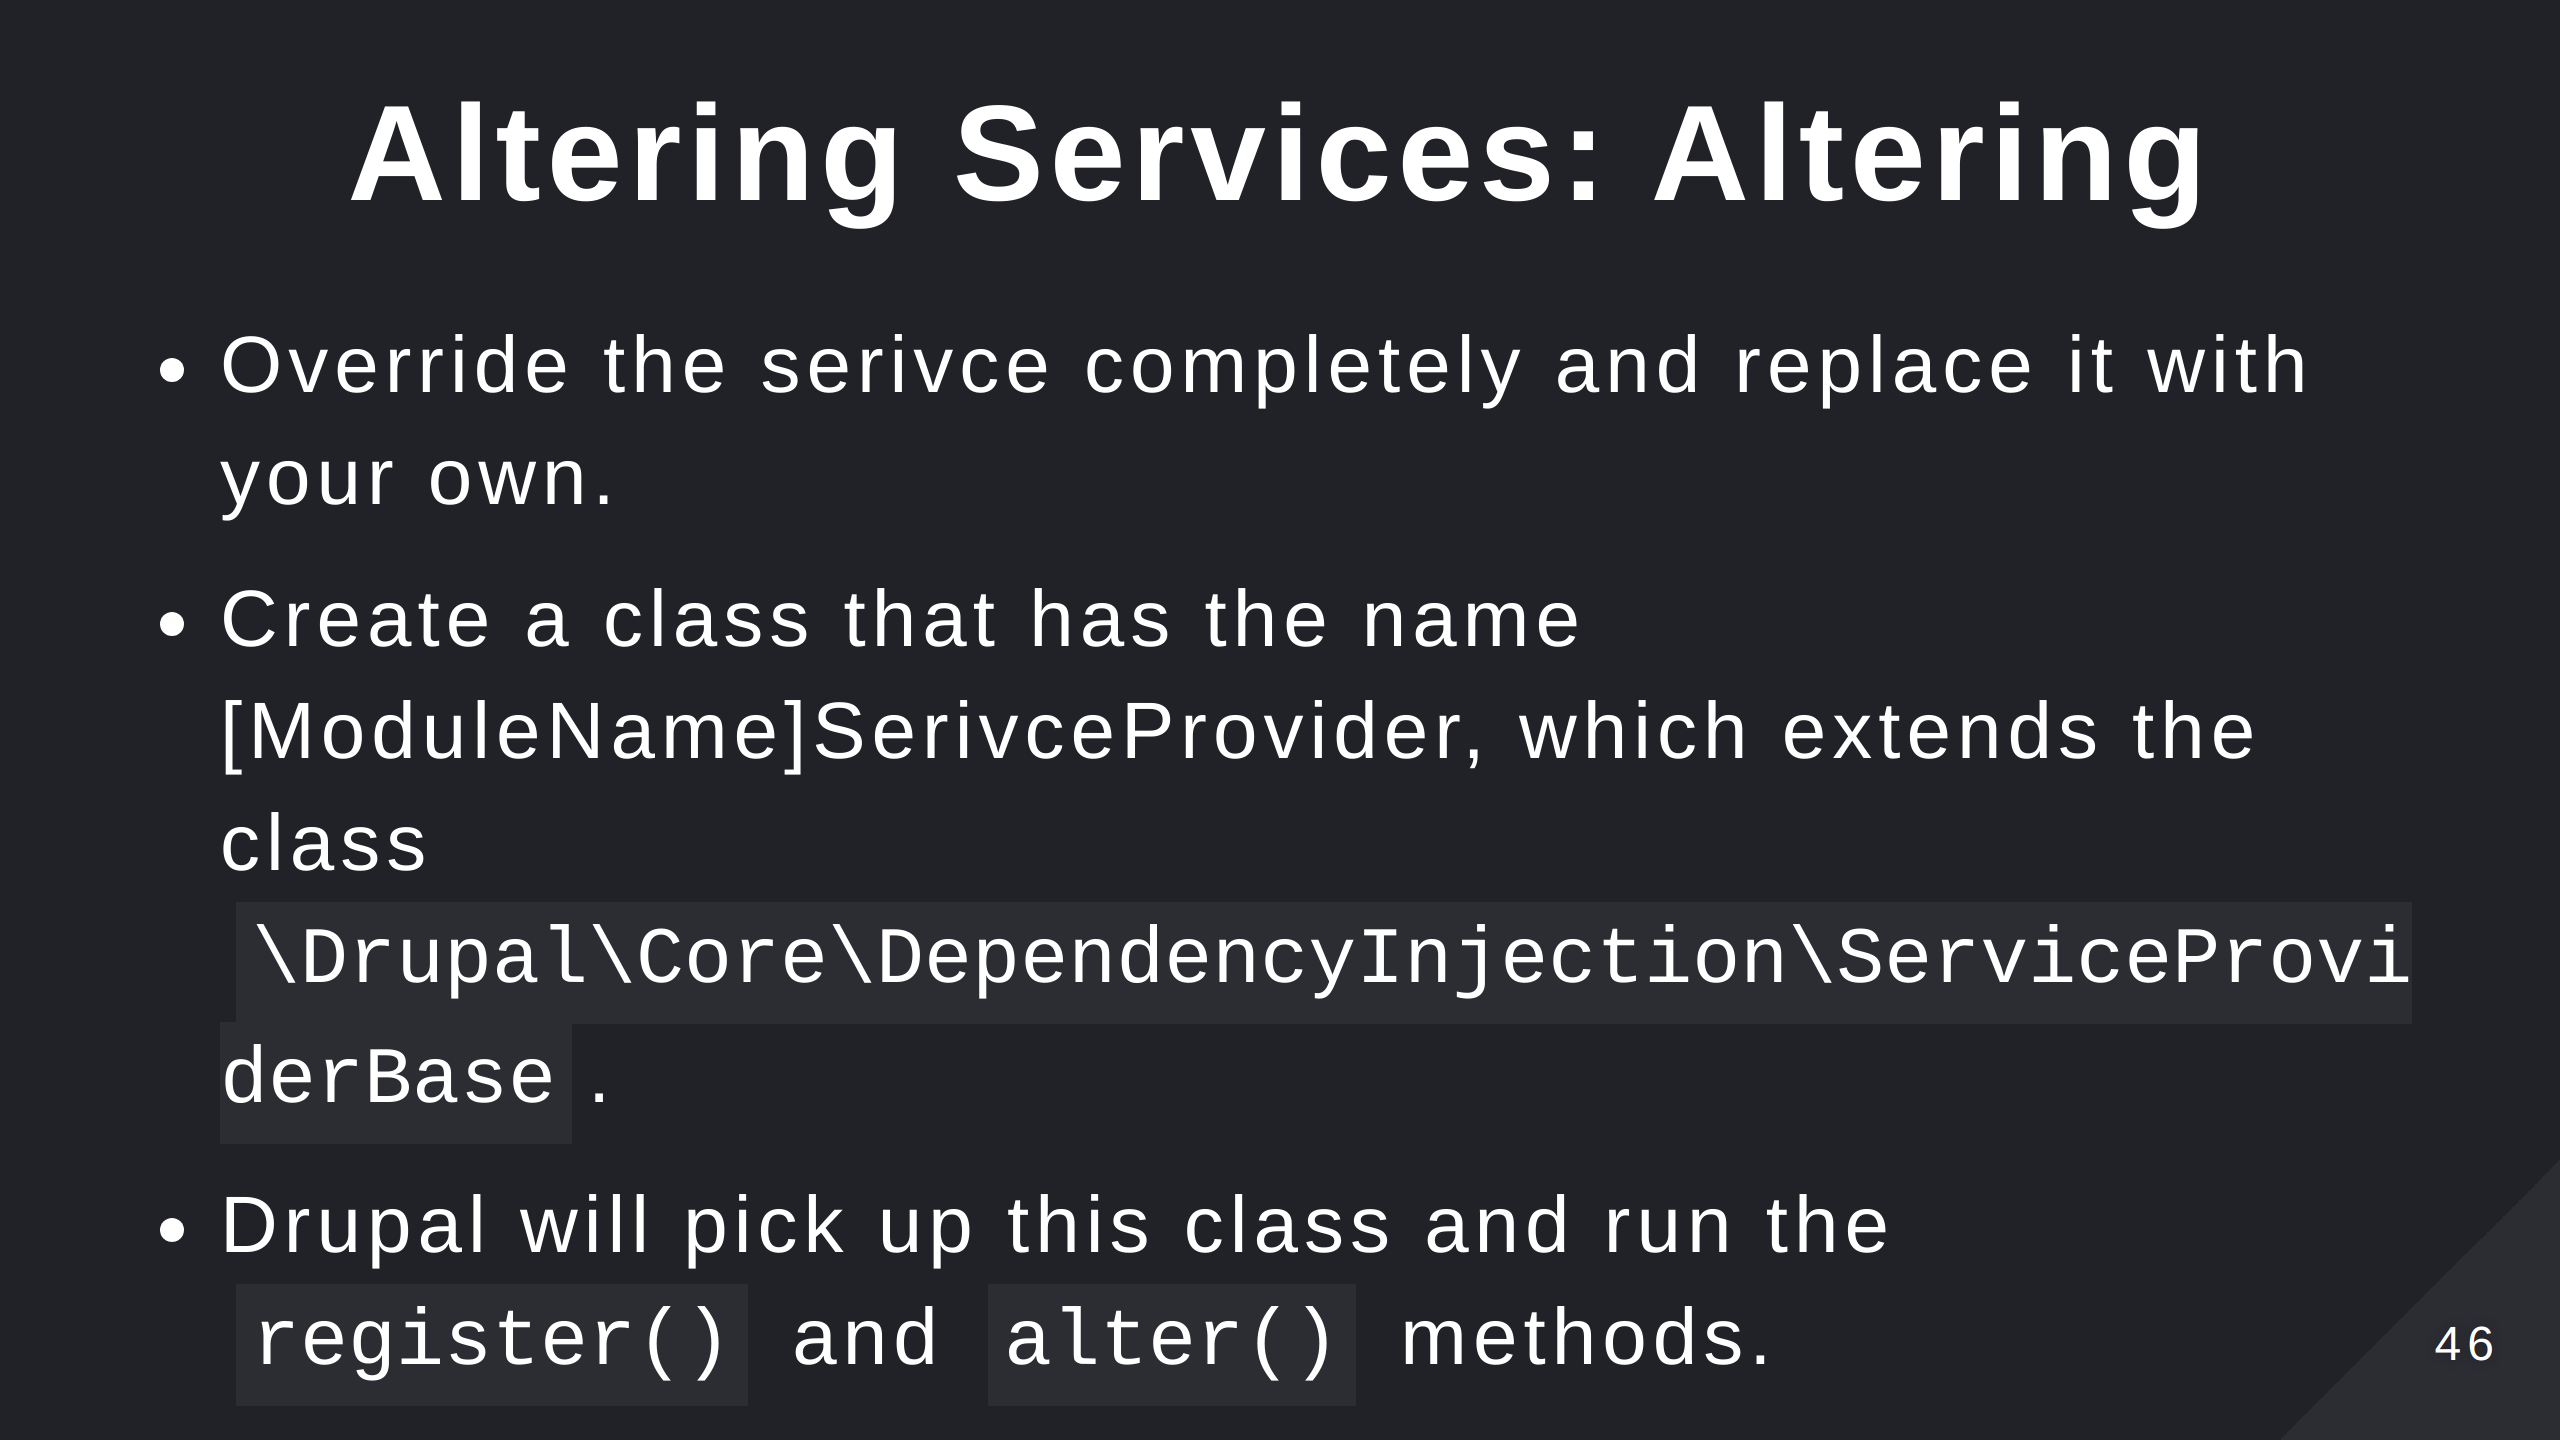 Altering Services: Altering
• Override the serivce completely and replace it with
your own.
• Create a class that has the name
[ModuleName]SerivceProvider, which extends the
class
\Drupal\Core\DependencyInjection\ServiceProvi
derBase .
• Drupal will pick up this class and run the
register() and alter() methods.
46